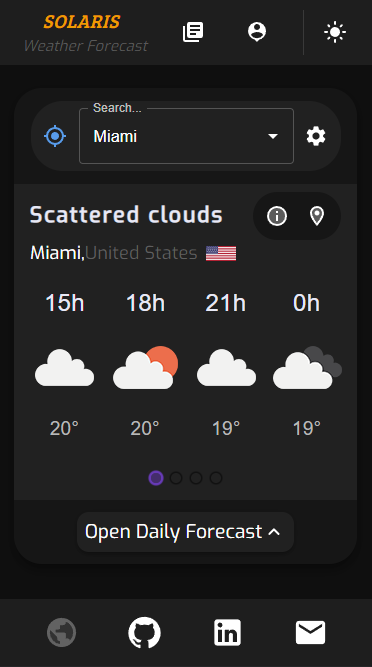 SOLARIS
Weather Forecast
Search...
Miami
Scattered clouds
Miami,United States
15h 18h 21h 0h
20° 20° 19° 19°
Open Daily Forecast